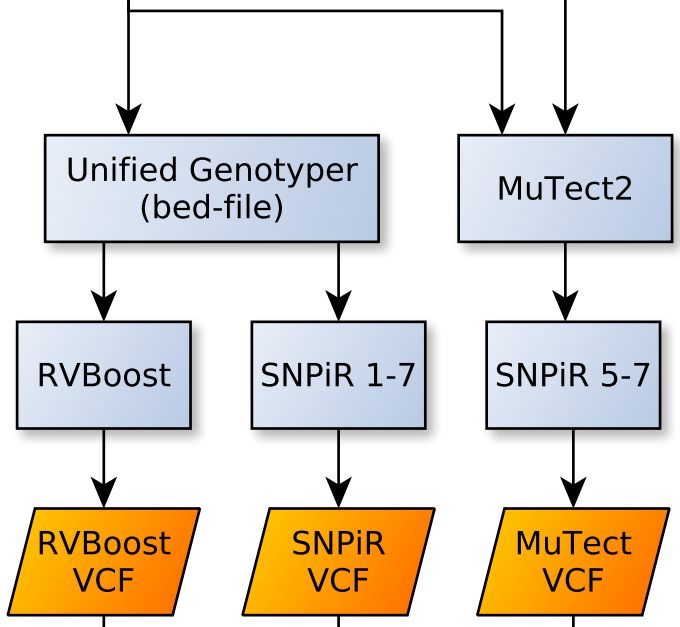 Unified Genotyper
(bed-file)
MuTect2
RVBoost
SNPiR 1-7
SNPiR 5-7
RVBoost
VCF
SNPiR
VCF
MuTect
VCF